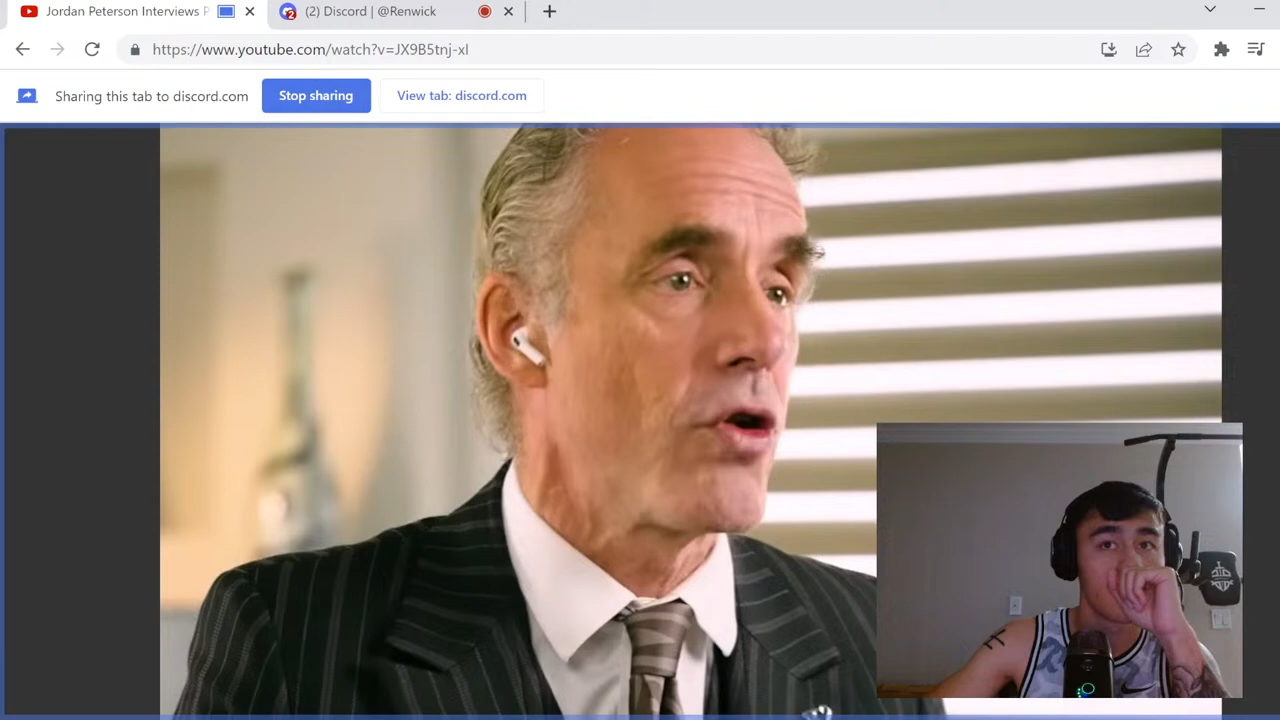 Jordan Peterson Interviews P
(2) Discord | @Renwick
https://www.youtube.com/watch?v=JX9B5tnj-xI
Sharing this tab to discord.com
Stop sharing
View tab: discord.com